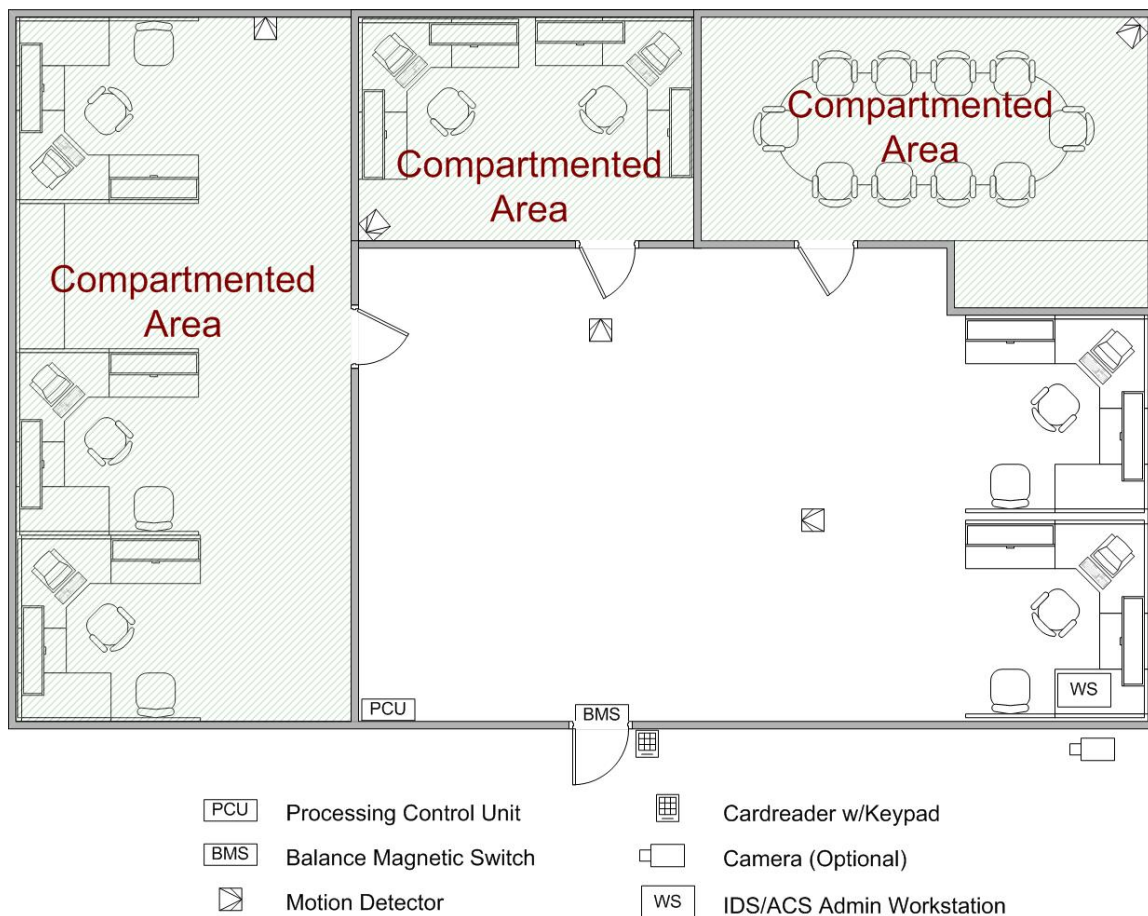 Compartmented
Area
Compartmented
Area
Compartmented
Area
WS
PCU
BMS
PCU Processing Control Unit
Cardreader w/Keypad
BMS Balance Magnetic Switch
Camera (Optional)
Motion Detector
WS IDS/ACS Admin Workstation